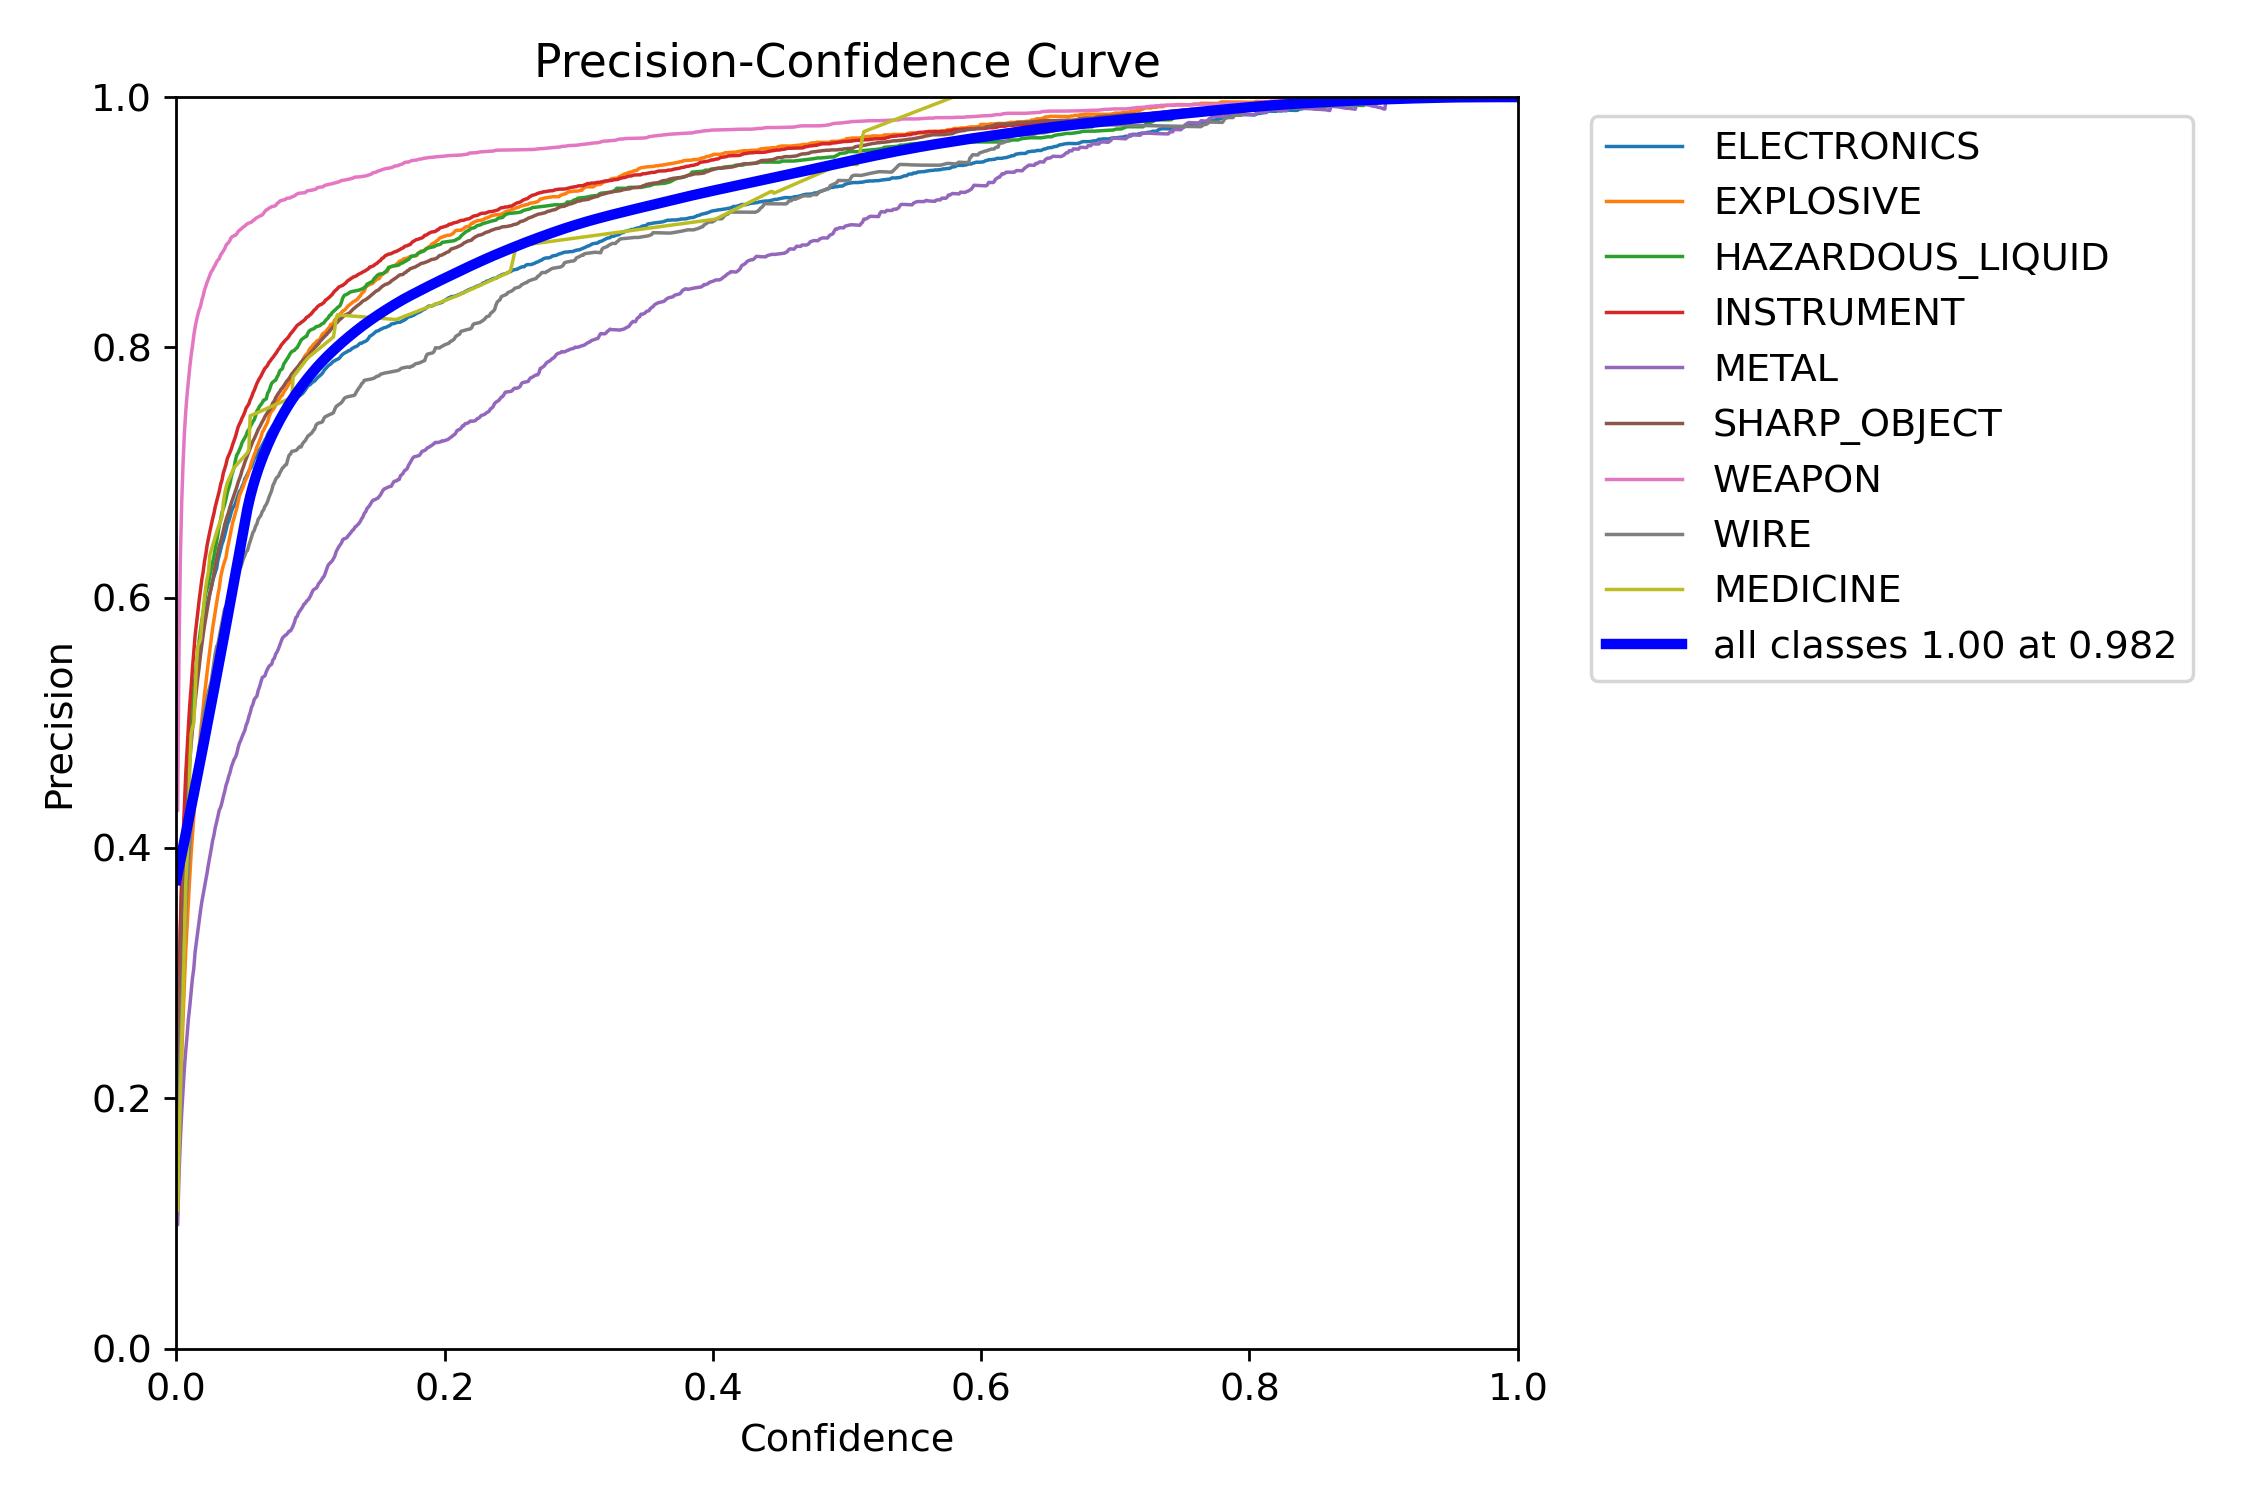 Precision-Confidence Curve
1.0
0.8
0.6
0.4
0.2
0.0
Precision
0.0 0.2 0.4 0.6 0.8 1.0
Confidence
ELECTRONICS
EXPLOSIVE
HAZARDOUS_LIQUID
INSTRUMENT
METAL
SHARP_OBJECT
WEAPON
WIRE
MEDICINE
all classes 1.00 at 0.982